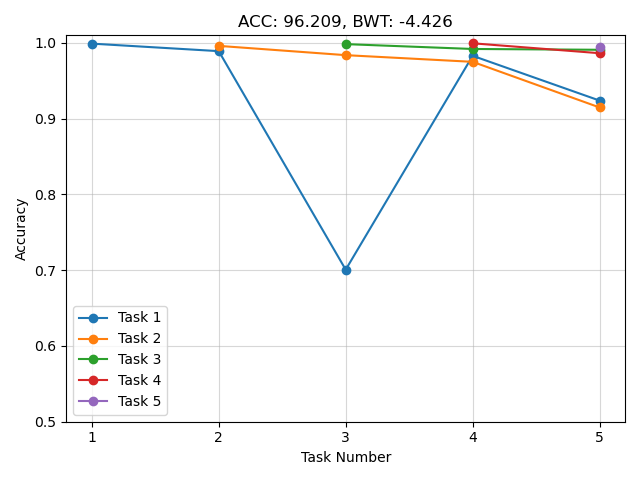 ACC: 96.209, BWT: -4.426
1.0
0.9
0.8
0.7
0.6
0.5
Accuracy
Task 1
Task 2
Task 3
Task 4
Task 5
1 2 3 4 5
Task Number